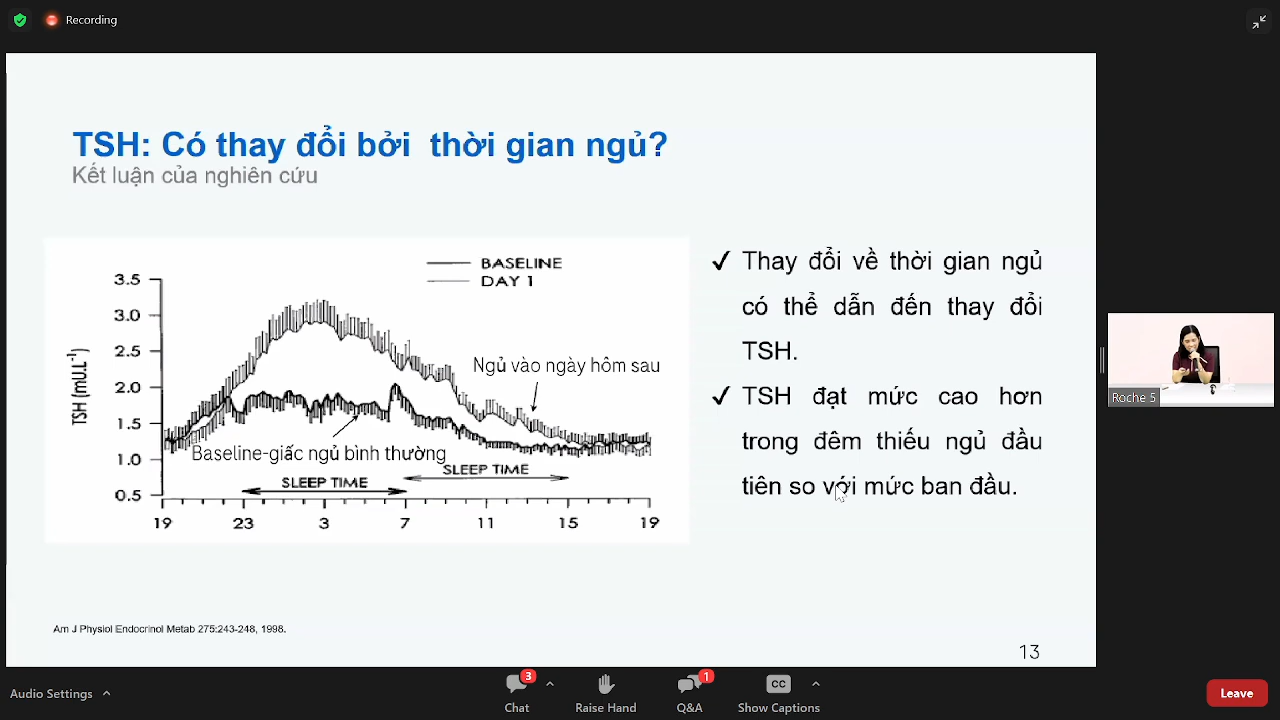 Recording
TSH: Có thay đổi bởi thời gian ngủ?
Kết luận của nghiên cứu
BASELINE
DAY 1
3.5
3.0
2.5
2.0
1.5
1.0
0.5
TSH (mU.L⁻¹)
Ngủ vào ngày hôm sau
Baseline-giấc ngủ bình thường
SLEEP TIME
SLEEP TIME
19 23 3 7 11 15 19
✓ Thay đổi về thời gian ngủ
có thể dẫn đến thay đổi
TSH.
✓ TSH đạt mức cao hơn
trong đêm thiếu ngủ đầu
tiên so với mức ban đầu.
Am J Physiol Endocrinol Metab 275:243-248, 1998.
13
Roche 5
Audio Settings
3
Chat
Raise Hand
1
Q&A
CC
Show Captions
Leave